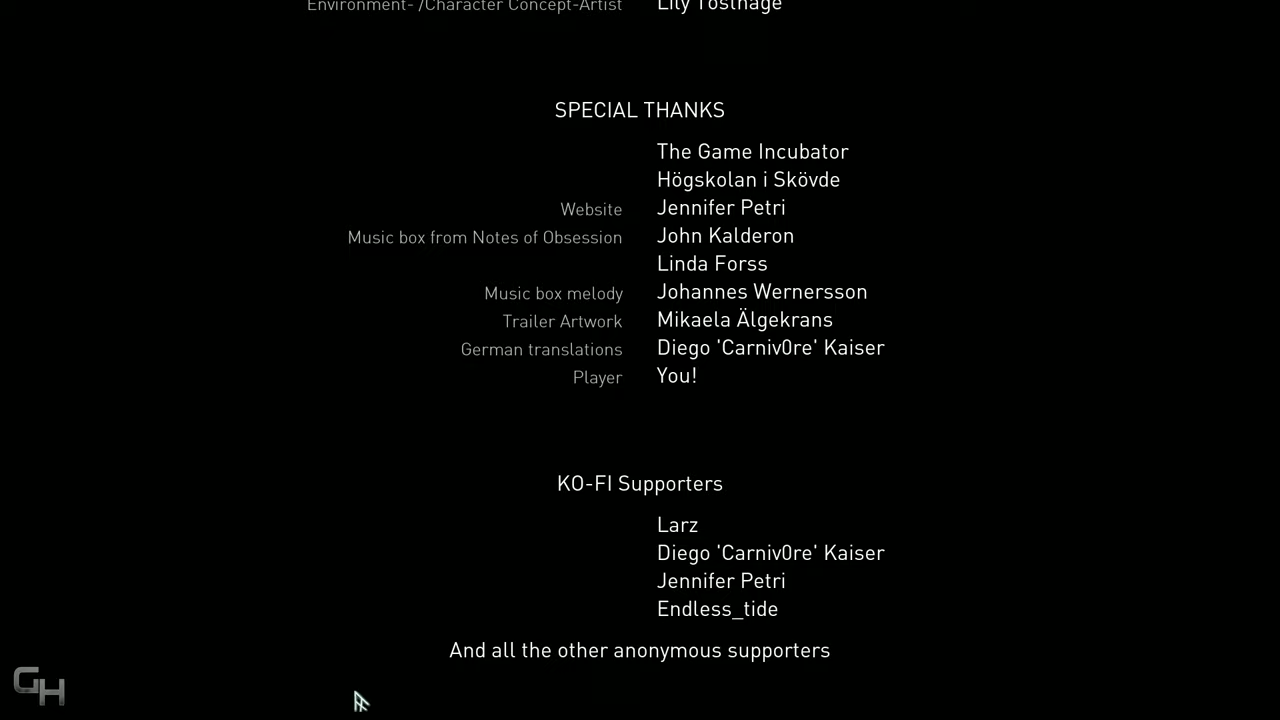 Environment- /Character Concept-Artist Lily Tosthage
SPECIAL THANKS
The Game Incubator
Högskolan i Skövde
Website Jennifer Petri
Music box from Notes of Obsession John Kalderon
Linda Forss
Music box melody Johannes Wernersson
Trailer Artwork Mikaela Älgekrans
German translations Diego 'Carniv0re' Kaiser
Player You!
KO-FI Supporters
Larz
Diego 'Carniv0re' Kaiser
Jennifer Petri
Endless_tide
And all the other anonymous supporters
GH